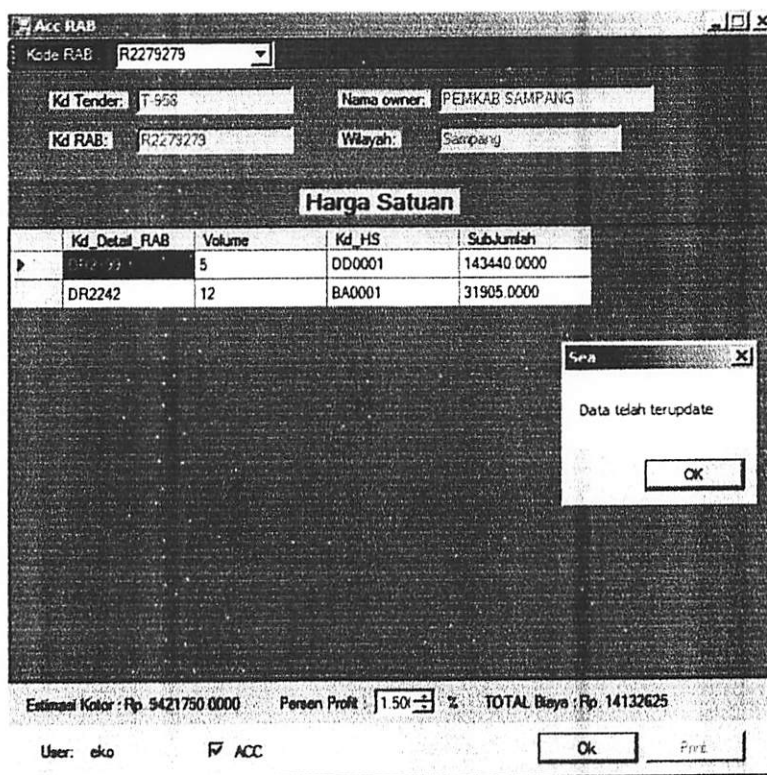 Acc RAB
Kode RAB R2279279
Kd Tender: T-958 Nama owner: PEMKAB SAMPANG
Kd RAB: R2279279 Wilayah: Sampang
Harga Satuan
Kd_Detail_RAB Volume Kd_HS SubJumlah
5 DD0001 143440.0000
DR2242 12 BA0001 31905.0000
Sea
Data telah terupdate
OK
Estimasi Kotor : Rp. 9421750.0000 Persen Profit : 1.50 % TOTAL Biaya : Rp. 14132625
User: eko ACC Ok Print